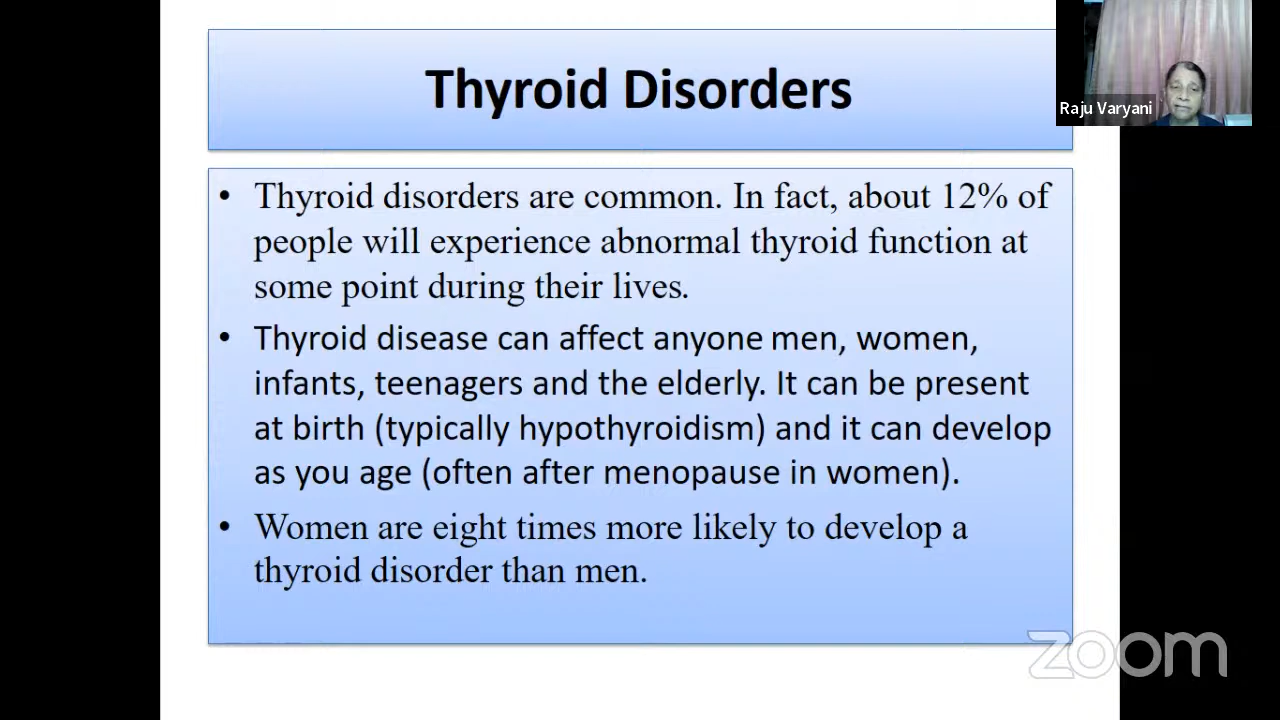 Thyroid Disorders
Raju Varyani
• Thyroid disorders are common. In fact, about 12% of
people will experience abnormal thyroid function at
some point during their lives.
• Thyroid disease can affect anyone men, women,
infants, teenagers and the elderly. It can be present
at birth (typically hypothyroidism) and it can develop
as you age (often after menopause in women).
• Women are eight times more likely to develop a
thyroid disorder than men.
zoom